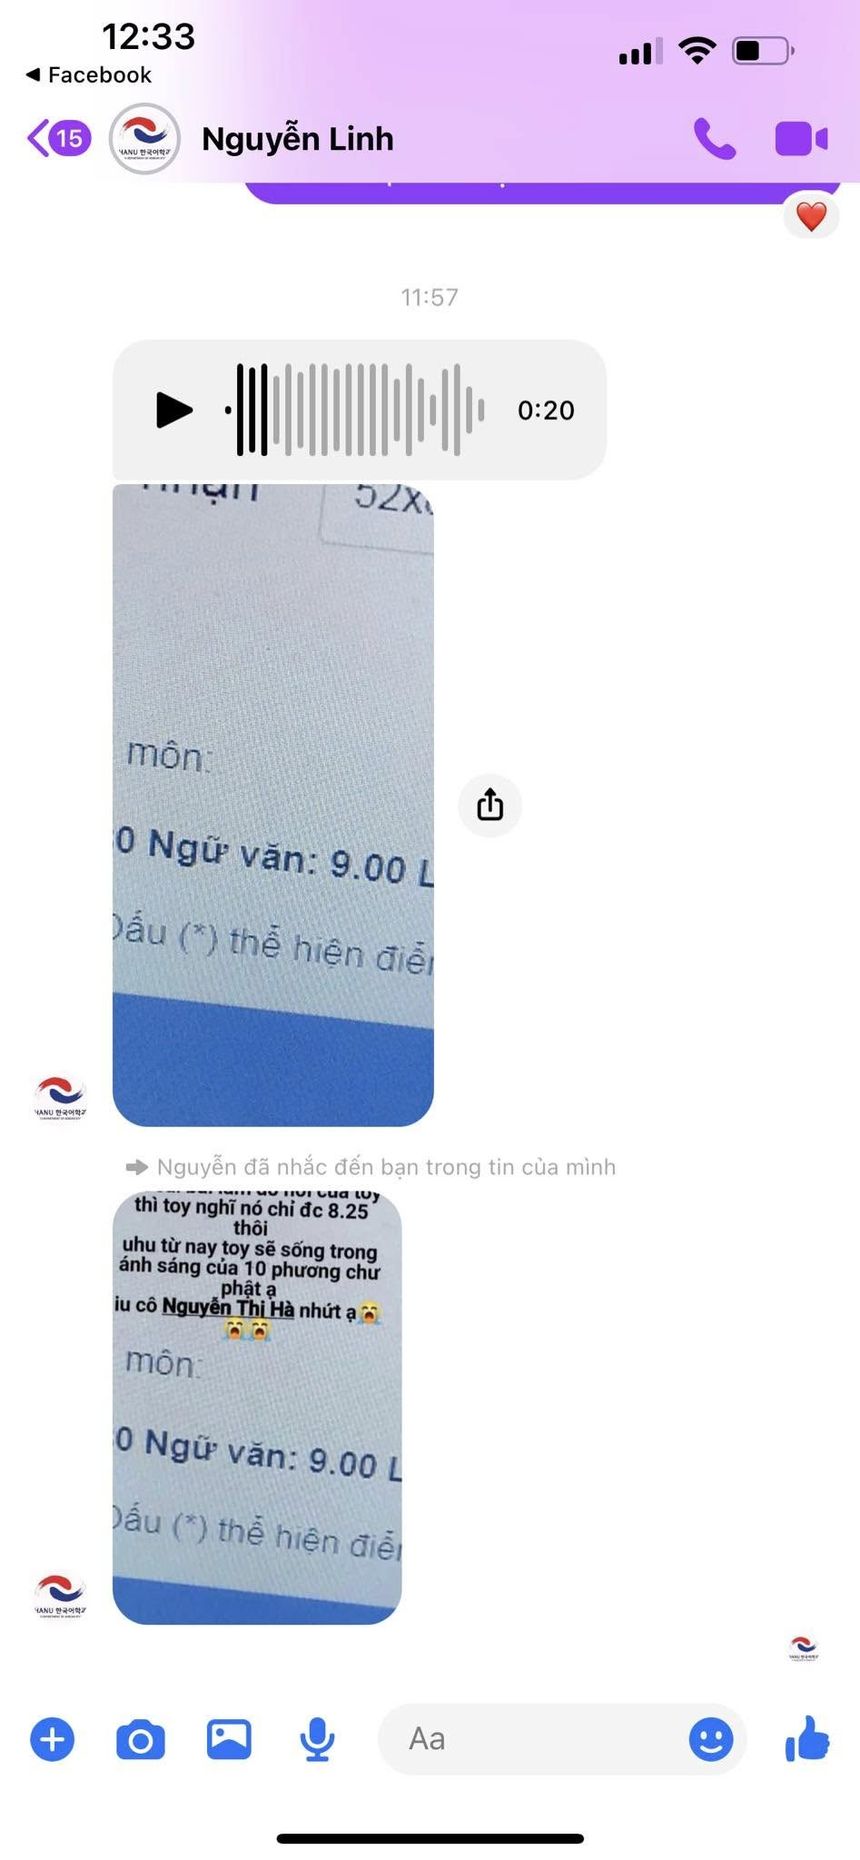 12:33
Facebook
15
Nguyễn Linh
11:57
0:20
môn:
0 Ngữ văn: 9.00 L
Dấu (*) thể hiện
Nguyễn đã nhắc đến bạn trong tin của mình
thì toy nghĩ nó chỉ đc 8.25
thôi
uhu từ nay toy sẽ sống trong
ánh sáng của 10 phương chư
phật ạ
iu cô Nguyễn Thị Hà nhứt ạ😭
😭😭
môn:
0 Ngữ văn: 9.00 L
Dấu (*) thể hiện
Aa